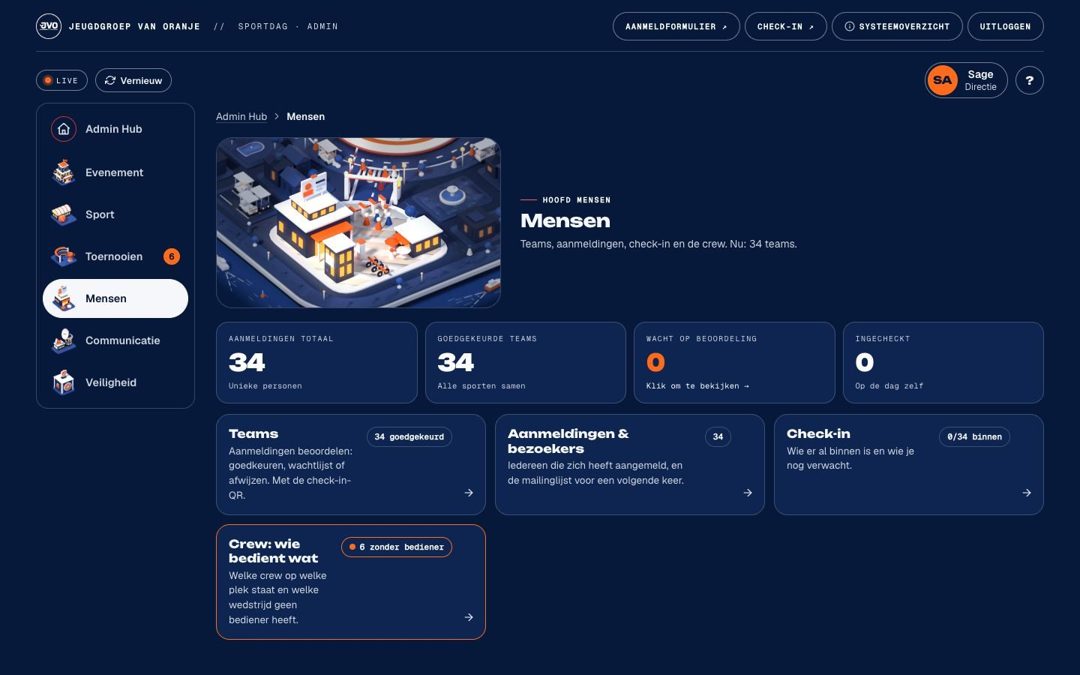 JVO JEUGDGROEP VAN ORANJE // SPORTDAG · ADMIN
AANMELDFORMULIER ↗
CHECK-IN ↗
SYSTEEMOVERZICHT
UITLOGGEN
LIVE
Vernieuw
SA
Sage
Directie
?
Admin Hub
Evenement
Sport
Toernooien 6
Mensen
Communicatie
Veiligheid
Admin Hub > Mensen
HOOFD MENSEN
Mensen
Teams, aanmeldingen, check-in en de crew. Nu: 34 teams.
AANMELDINGEN TOTAAL
34
Unieke personen
GOEDGEKEURDE TEAMS
34
Alle sporten samen
WACHT OP BEOORDELING
0
Klik om te bekijken →
INGECHECKT
0
Op de dag zelf
Teams
34 goedgekeurd
Aanmeldingen beoordelen:
goedkeuren, wachtlijst of
afwijzen. Met de check-in-
QR.
→
Aanmeldingen &
bezoekers
34
Iedereen die zich heeft aangemeld, en
de mailinglijst voor een volgende keer.
→
Check-in
0/34 binnen
Wie er al binnen is en wie je
nog verwacht.
→
Crew: wie
bedient wat
6 zonder bediener
Welke crew op welke
plek staat en welke
wedstrijd geen
bediener heeft.
→